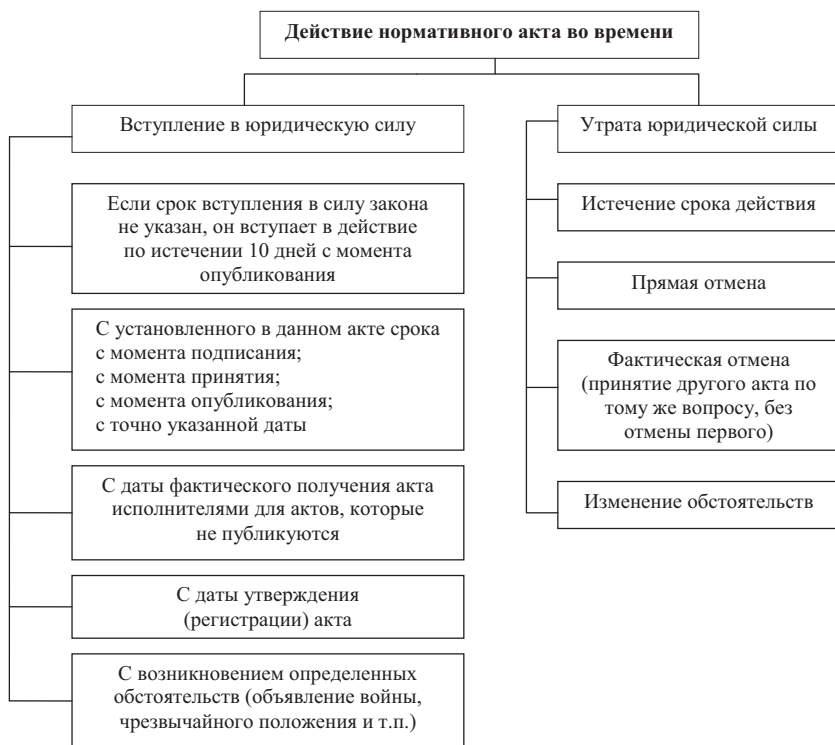 Действие нормативного акта во времени
Вступление в юридическую силу
Если срок вступления в силу закона
не указан, он вступает в действие
по истечении 10 дней с момента
опубликования
С установленного в данном акте срока
с момента подписания;
с момента принятия;
с момента опубликования;
с точно указанной даты
С даты фактического получения акта
исполнителями для актов, которые
не публикуются
С даты утверждения
(регистрации) акта
С возникновением определенных
обстоятельств (объявление войны,
чрезвычайного положения и т.п.)
Утрата юридической силы
Истечение срока действия
Прямая отмена
Фактическая отмена
(принятие другого акта по
тому же вопросу, без
отмены первого)
Изменение обстоятельств